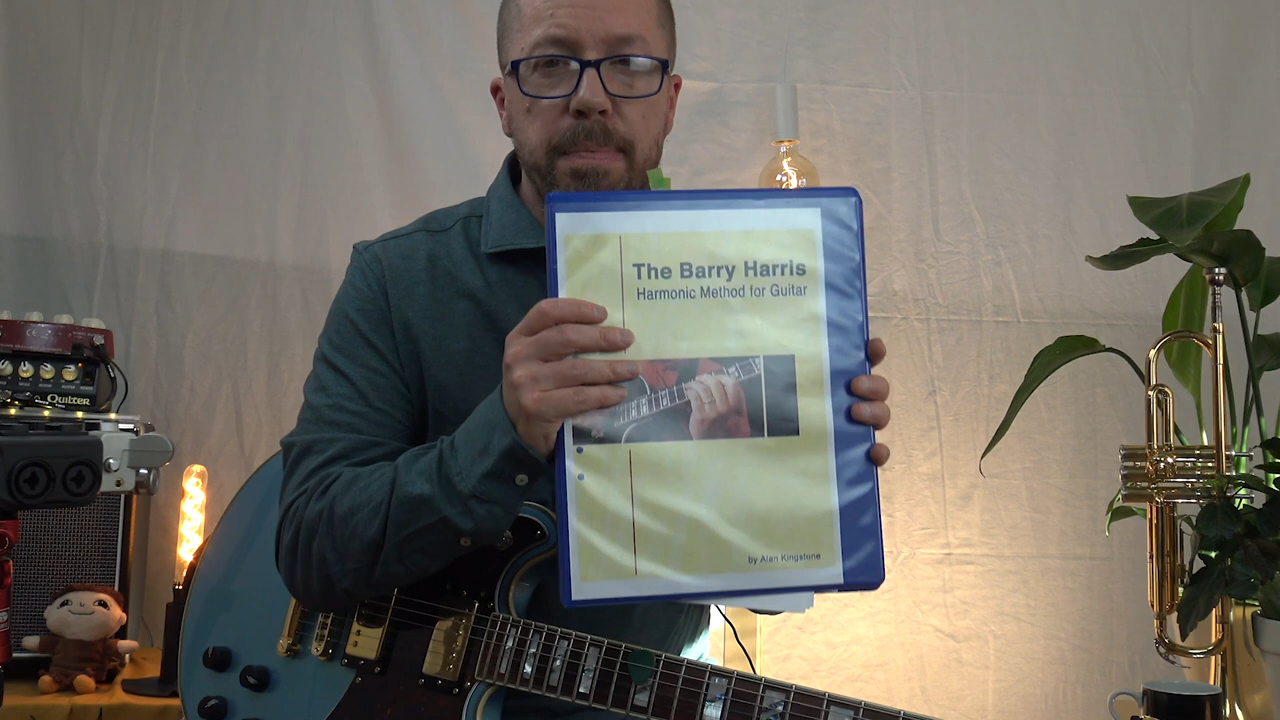 The Barry Harris
Harmonic Method for Guitar
by Alan Kingstone
QUILTER